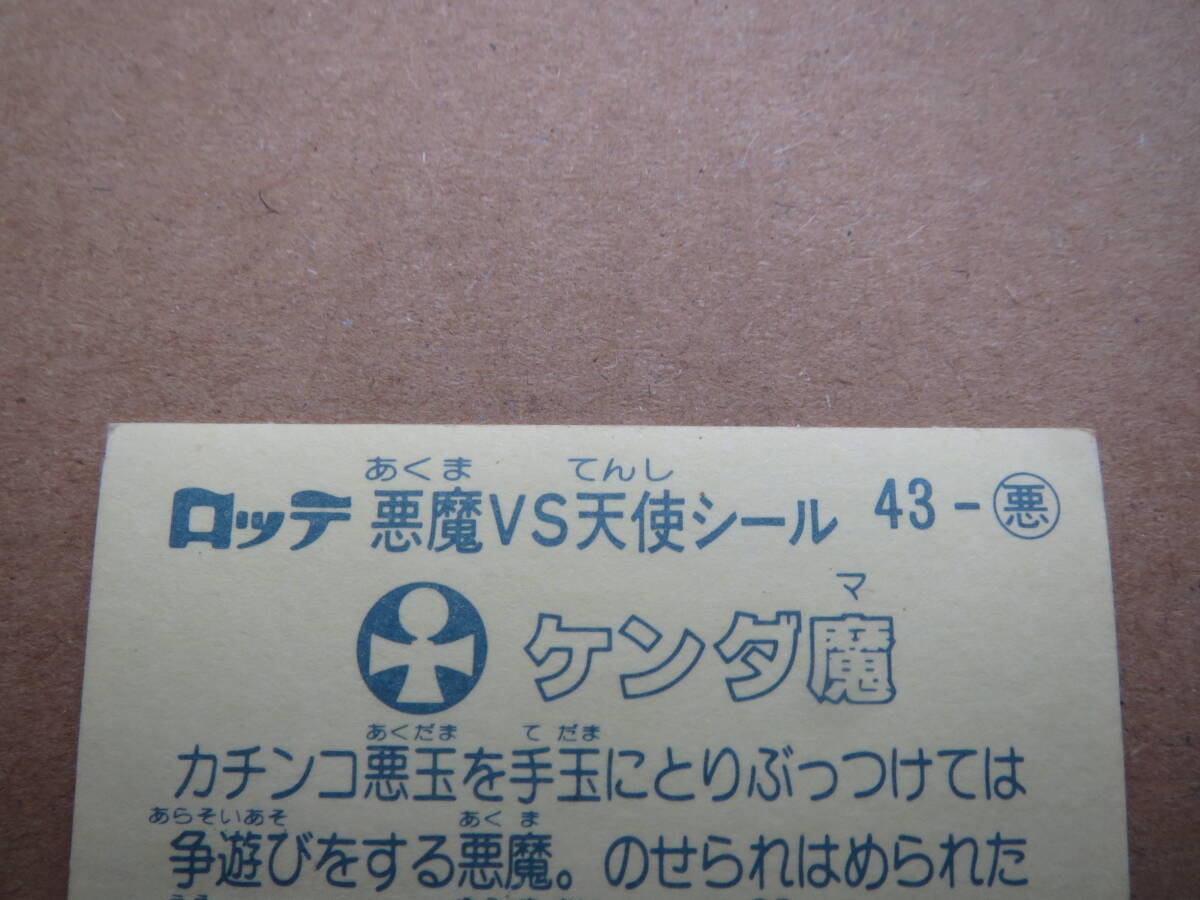 ロッテ 悪魔VS天使シール 43-悪
あくま てんし
ケンダ魔
マ
カチンコ悪玉を手玉にとりぶっつけては
あくだま てだま
争遊びをする悪魔。のせられはめられた
あらそいあそ あくま